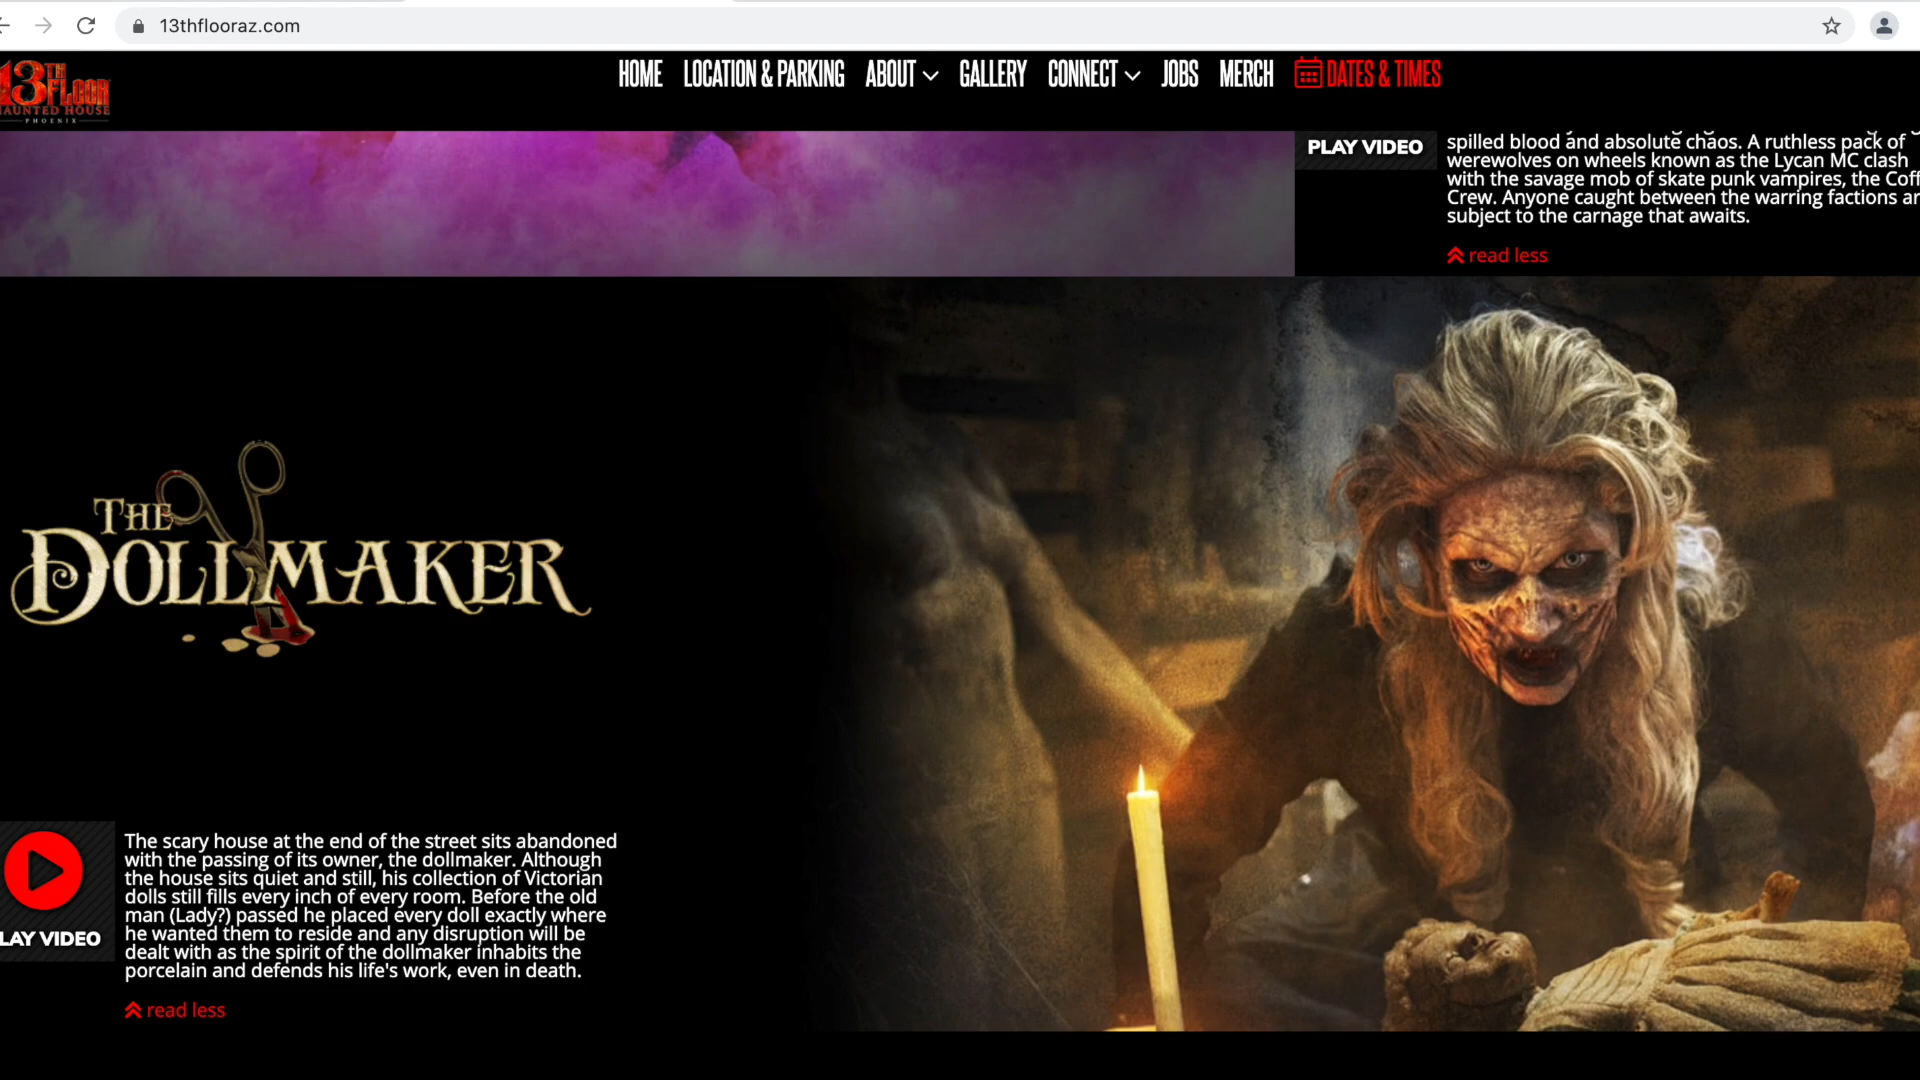 13thflooraz.com
13TH
FLOOR
HAUNTED HOUSE
PHOENIX
HOME LOCATION & PARKING ABOUT GALLERY CONNECT JOBS MERCH DATES & TIMES
PLAY VIDEO
spilled blood and absolute chaos. A ruthless pack of
werewolves on wheels known as the Lycan MC clash
with the savage mob of skate punk vampires, the Coff
Crew. Anyone caught between the warring factions ar
subject to the carnage that awaits.
read less
THE
DOLLMAKER
LAY VIDEO
The scary house at the end of the street sits abandoned
with the passing of its owner, the dollmaker. Although
the house sits quiet and still, his collection of Victorian
dolls still fills every inch of every room. Before the old
man (Lady?) passed he placed every doll exactly where
he wanted them to reside and any disruption will be
dealt with as the spirit of the dollmaker inhabits the
porcelain and defends his life's work, even in death.
read less